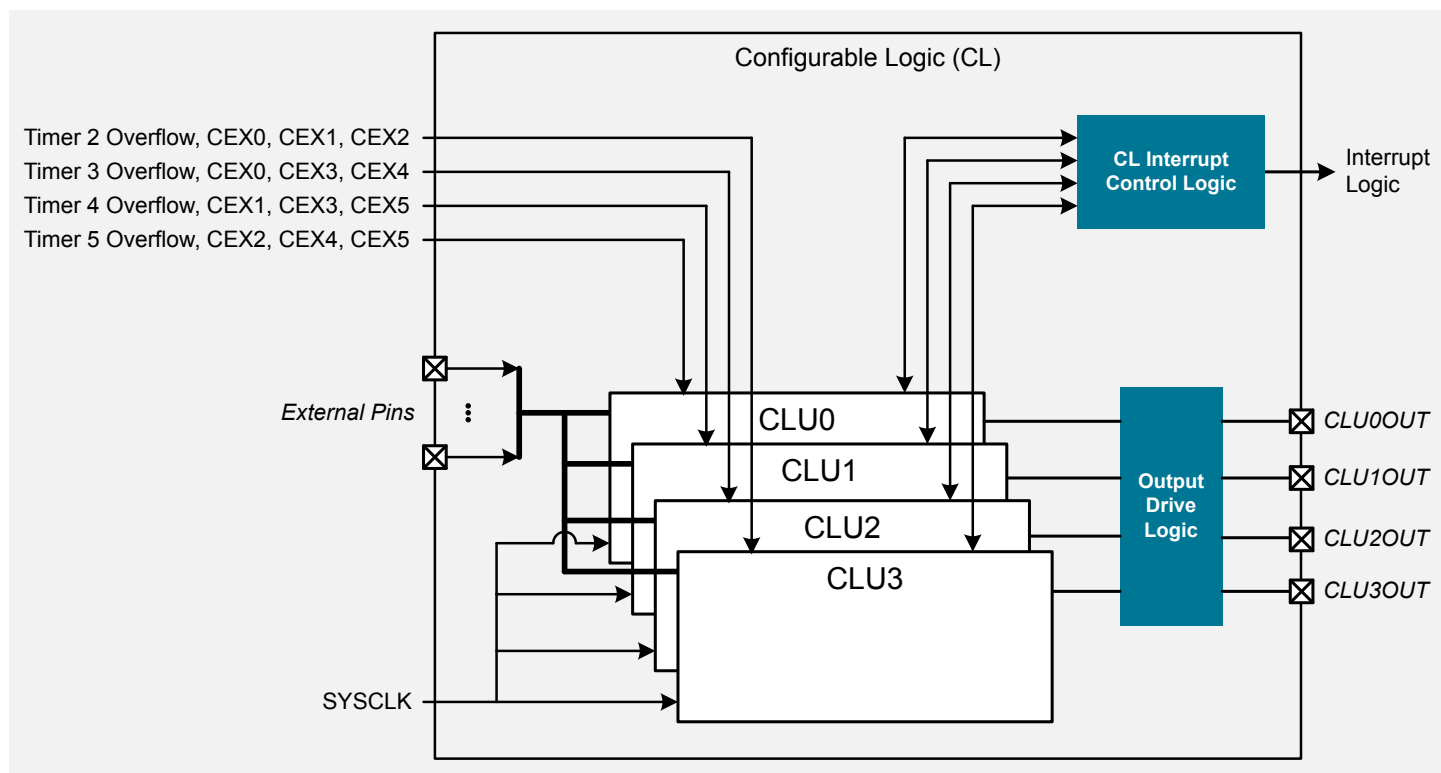 Configurable Logic (CL)
Timer 2 Overflow, CEX0, CEX1, CEX2
Timer 3 Overflow, CEX0, CEX3, CEX4
Timer 4 Overflow, CEX1, CEX3, CEX5
Timer 5 Overflow, CEX2, CEX4, CEX5
CL Interrupt
Control Logic
Interrupt
Logic
External Pins
CLU0
CLU1
CLU2
CLU3
Output
Drive
Logic
CLU0OUT
CLU1OUT
CLU2OUT
CLU3OUT
SYSCLK